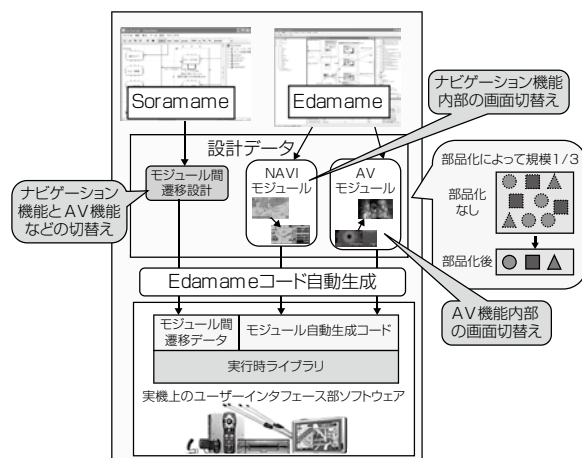 Soramame
Edamame
設計データ
モジュール間
遷移設計
NAVI
モジュール
AV
モジュール
ナビゲーション機能
内部の画面切替え
ナビゲーション
機能とAV機能
などの切替え
部品化によって規模1/3
部品化
なし
部品化後
AV機能内部
の画面切替え
Edamameコード自動生成
モジュール間
遷移データ
モジュール自動生成コード
実行時ライブラリ
実機上のユーザーインタフェース部ソフトウェア